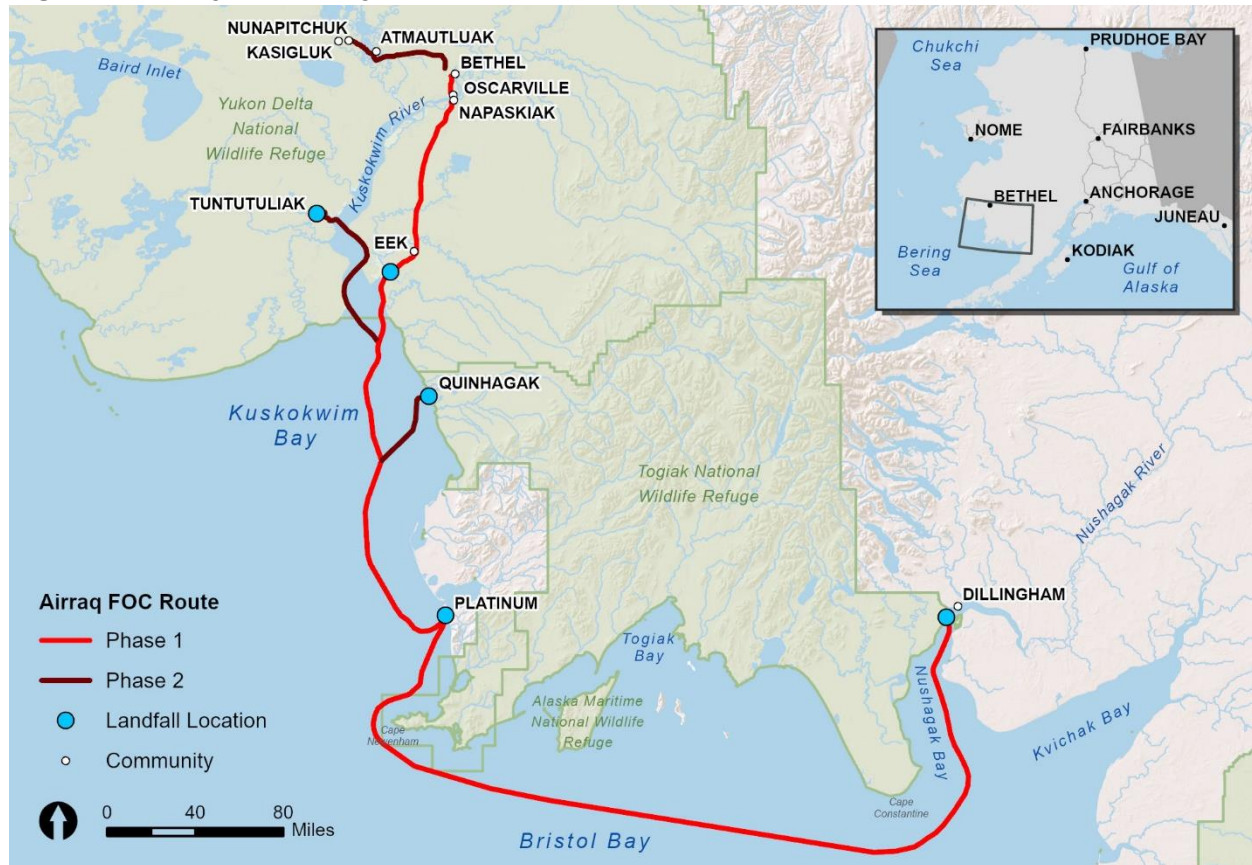 NUNAPITCHUK
KASIGLUK
ATMAUTLUAK
BETHEL
OSCARVILLE
NAPASKIAK
Baird Inlet
Yukon Delta
National
Wildlife Refuge
Kuskokwim River
TUNTUTULIAK
EEK
QUINHAGAK
Kuskokwim
Bay
Togiak National
Wildlife Refuge
Nushagak River
PLATINUM
DILLINGHAM
Togiak
Bay
Nushagak Bay
Kvichak Bay
Alaska Maritime
National Wildlife
Refuge
Cape
Newenham
Cape
Constantine
Bristol Bay
Chukchi
Sea
PRUDHOE BAY
NOME
FAIRBANKS
BETHEL
ANCHORAGE
JUNEAU
Bering
Sea
KODIAK
Gulf of
Alaska
Airraq FOC Route
Phase 1
Phase 2
Landfall Location
Community
0 40 80
Miles